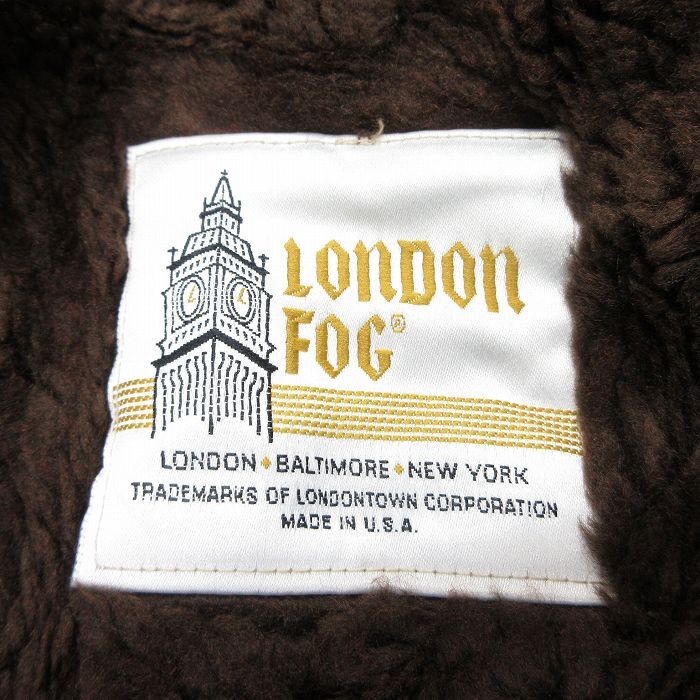 LONDON
FOG®
LONDON • BALTIMORE • NEW YORK
TRADEMARKS OF LONDONTOWN CORPORATION
MADE IN U.S.A.